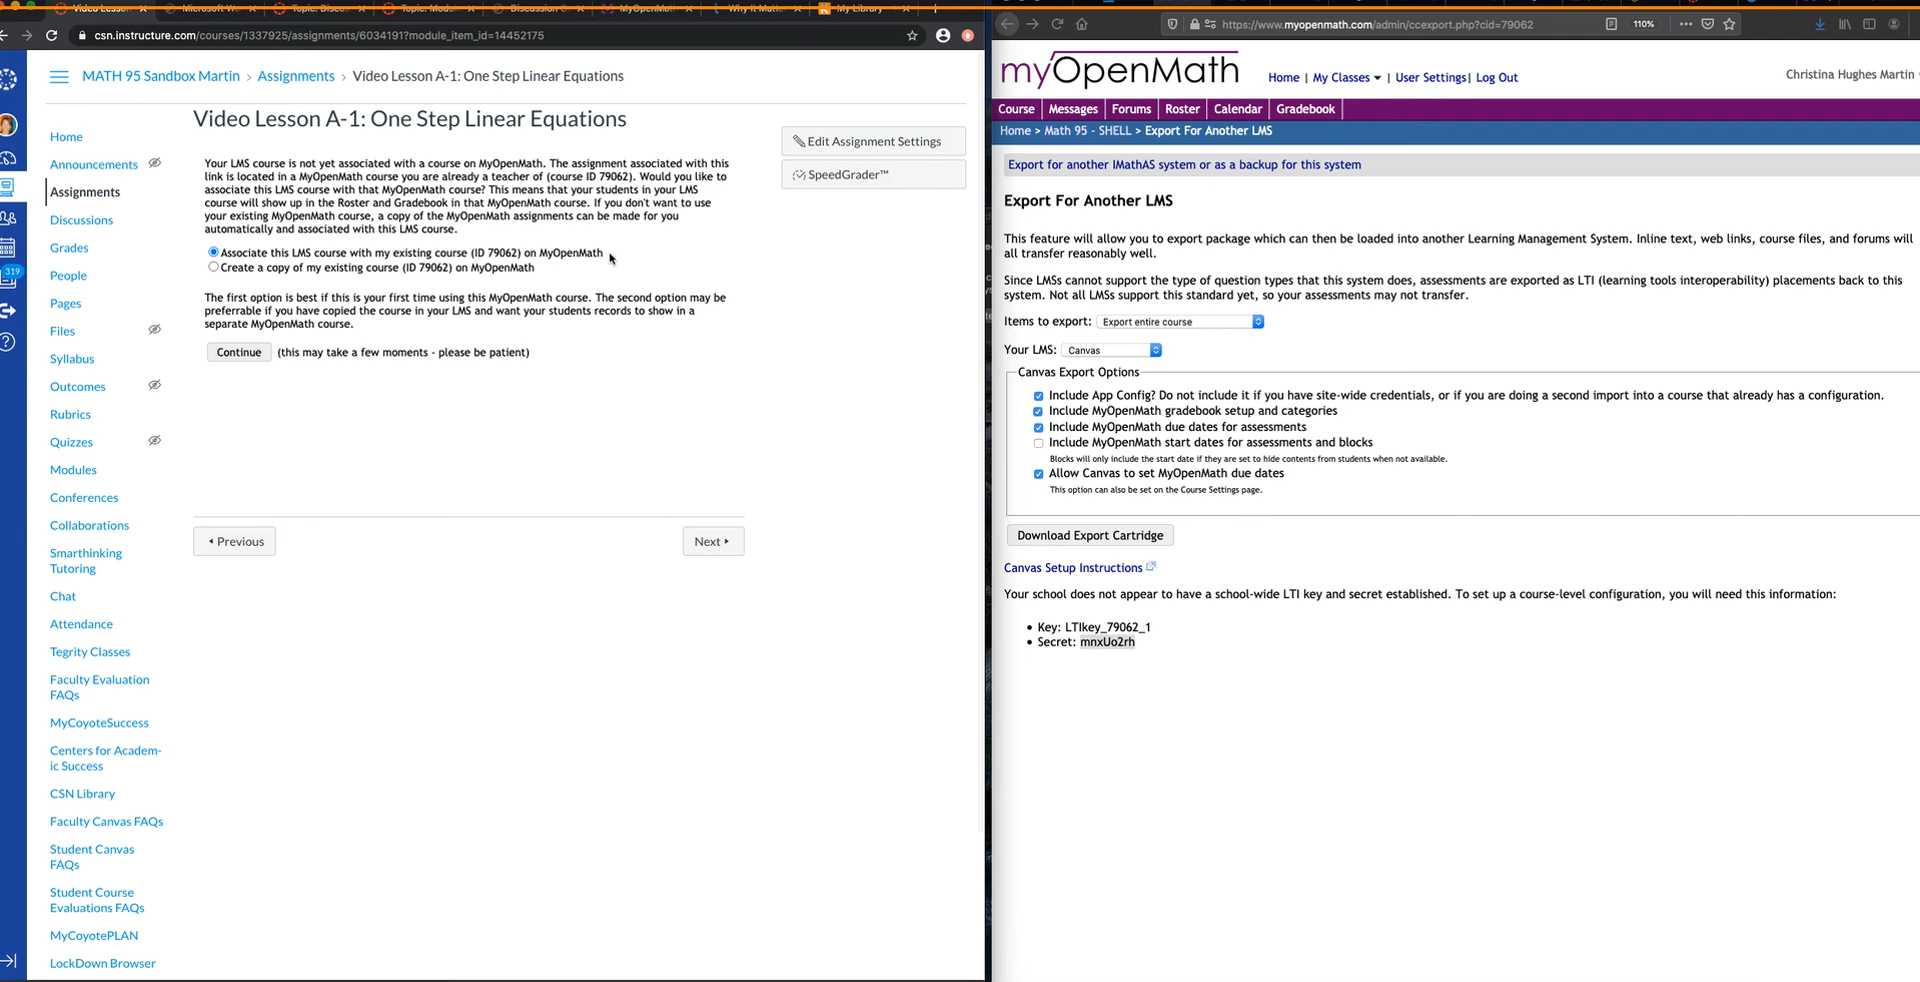 csn.instructure.com/courses/1337925/assignments/6034191?module_item_id=14452175
MATH 95 Sandbox Martin › Assignments › Video Lesson A-1: One Step Linear Equations
319
Home
Announcements
Assignments
Discussions
Grades
People
Pages
Files
Syllabus
Outcomes
Rubrics
Quizzes
Modules
Conferences
Collaborations
Smarthinking
Tutoring
Chat
Attendance
Tegrity Classes
Faculty Evaluation
FAQs
MyCoyoteSuccess
Centers for Academ-
ic Success
CSN Library
Faculty Canvas FAQs
Student Canvas
FAQs
Student Course
Evaluations FAQs
MyCoyotePLAN
LockDown Browser
Video Lesson A-1: One Step Linear Equations
Your LMS course is not yet associated with a course on MyOpenMath. The assignment associated with this
link is located in a MyOpenMath course you are already a teacher of (course ID 79062). Would you like to
associate this LMS course with that MyOpenMath course? This means that your students in your LMS
course will show up in the Roster and Gradebook in that MyOpenMath course. If you don't want to use
your existing MyOpenMath course, a copy of the MyOpenMath assignments can be made for you
automatically and associated with this LMS course.
Associate this LMS course with my existing course (ID 79062) on MyOpenMath
Create a copy of my existing course (ID 79062) on MyOpenMath
The first option is best if this is your first time using this MyOpenMath course. The second option may be
preferrable if you have copied the course in your LMS and want your students records to show in a
separate MyOpenMath course.
Continue (this may take a few moments - please be patient)
Previous
Next
Edit Assignment Settings
SpeedGrader™
https://www.myopenmath.com/admin/ccexport.php?cid=79062
110%
myOpenMath
Home | My Classes | User Settings | Log Out
Christina Hughes Martin
Course Messages Forums Roster Calendar Gradebook
Home > Math 95 - SHELL > Export For Another LMS
Export for another IMathAS system or as a backup for this system
Export For Another LMS
This feature will allow you to export package which can then be loaded into another Learning Management System. Inline text, web links, course files, and forums will
all transfer reasonably well.
Since LMSs cannot support the type of question types that this system does, assessments are exported as LTI (learning tools interoperability) placements back to this
system. Not all LMSs support this standard yet, so your assessments may not transfer.
Items to export: Export entire course
Your LMS: Canvas
Canvas Export Options
Include App Config? Do not include it if you have site-wide credentials, or if you are doing a second import into a course that already has a configuration.
Include MyOpenMath gradebook setup and categories
Include MyOpenMath due dates for assessments
Include MyOpenMath start dates for assessments and blocks
Blocks will only include the start date if they are set to hide contents from students when not available.
Allow Canvas to set MyOpenMath due dates
This option can also be set on the Course Settings page.
Download Export Cartridge
Canvas Setup Instructions
Your school does not appear to have a school-wide LTI key and secret established. To set up a course-level configuration, you will need this information:
• Key: LTIkey_79062_1
• Secret: mnxUo2rh